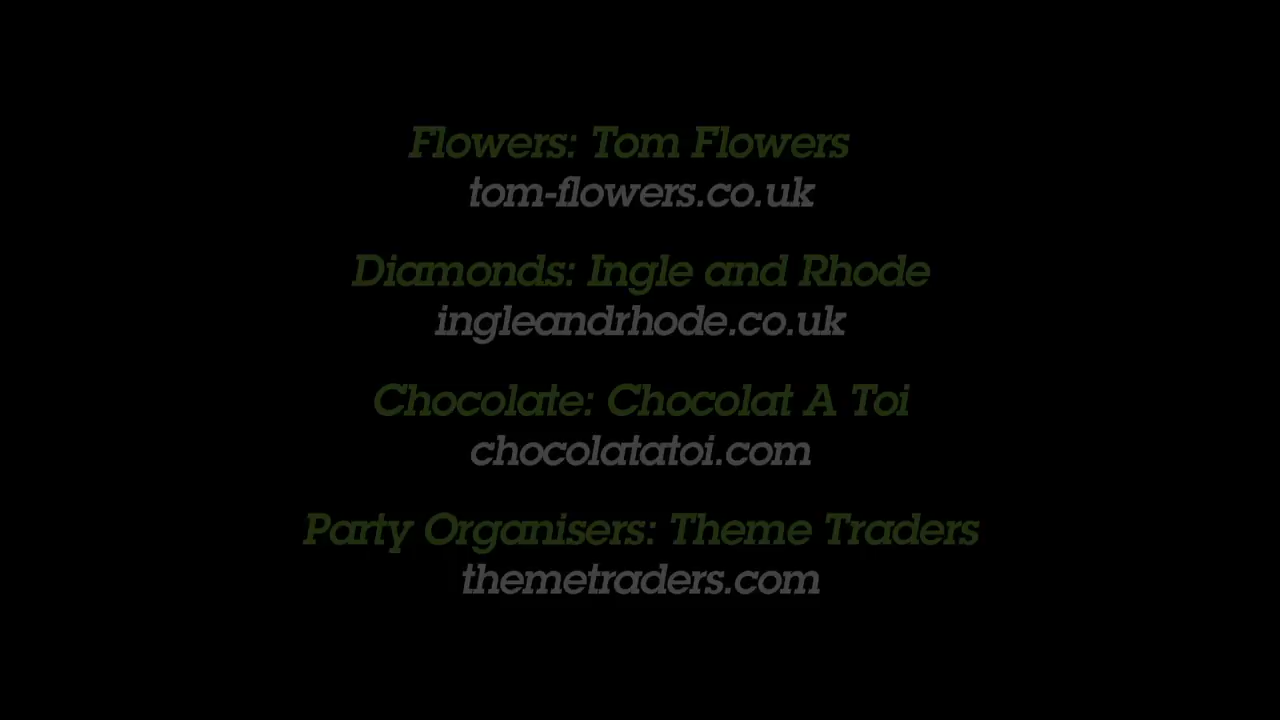 Flowers: Tom Flowers
tom-flowers.co.uk
Diamonds: Ingle and Rhode
ingleandrhode.co.uk
Chocolate: Chocolat A Toi
chocolatatoi.com
Party Organisers: Theme Traders
themetraders.com